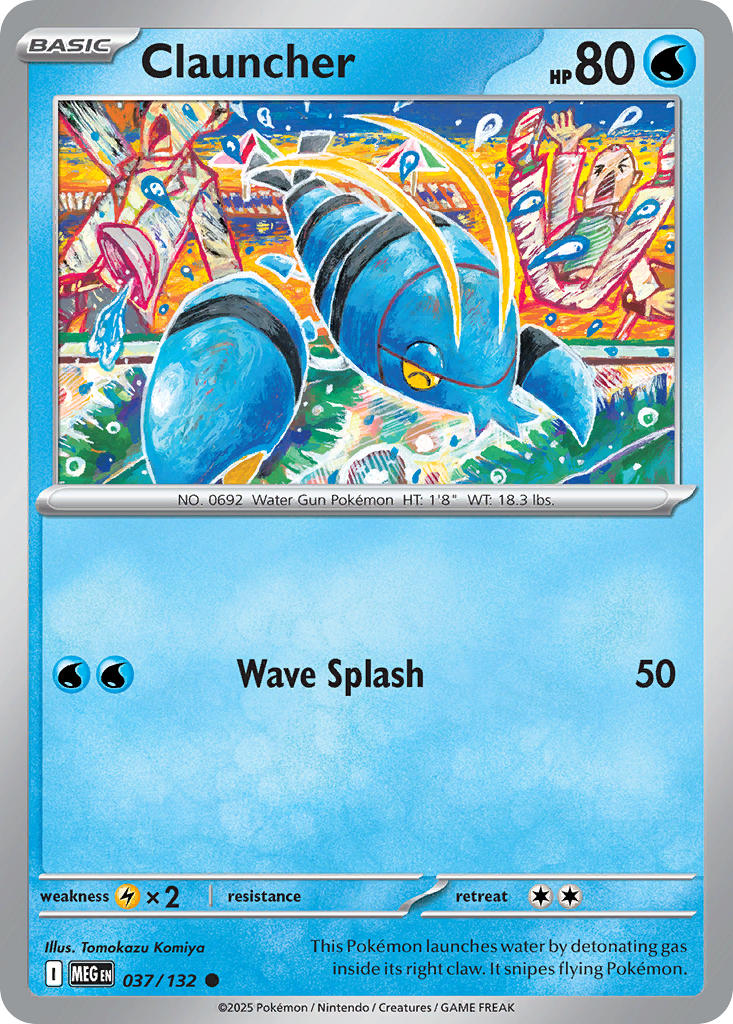 BASIC
Clauncher
HP 80
NO. 0692 Water Gun Pokémon HT: 1'8" WT: 18.3 lbs.
Wave Splash 50
weakness ×2 resistance retreat
Illus. Tomokazu Komiya
This Pokémon launches water by detonating gas
inside its right claw. It snipes flying Pokémon.
I MEG EN 037/132
©2025 Pokémon / Nintendo / Creatures / GAME FREAK